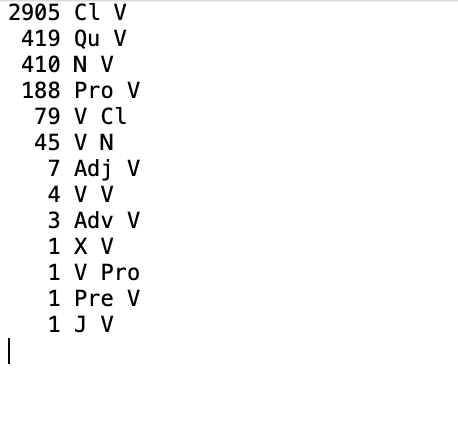 2905 Cl V
419 Qu V
410 N V
188 Pro V
79 V Cl
45 V N
7 Adj V
4 V V
3 Adv V
1 X V
1 V Pro
1 Pre V
1 J V